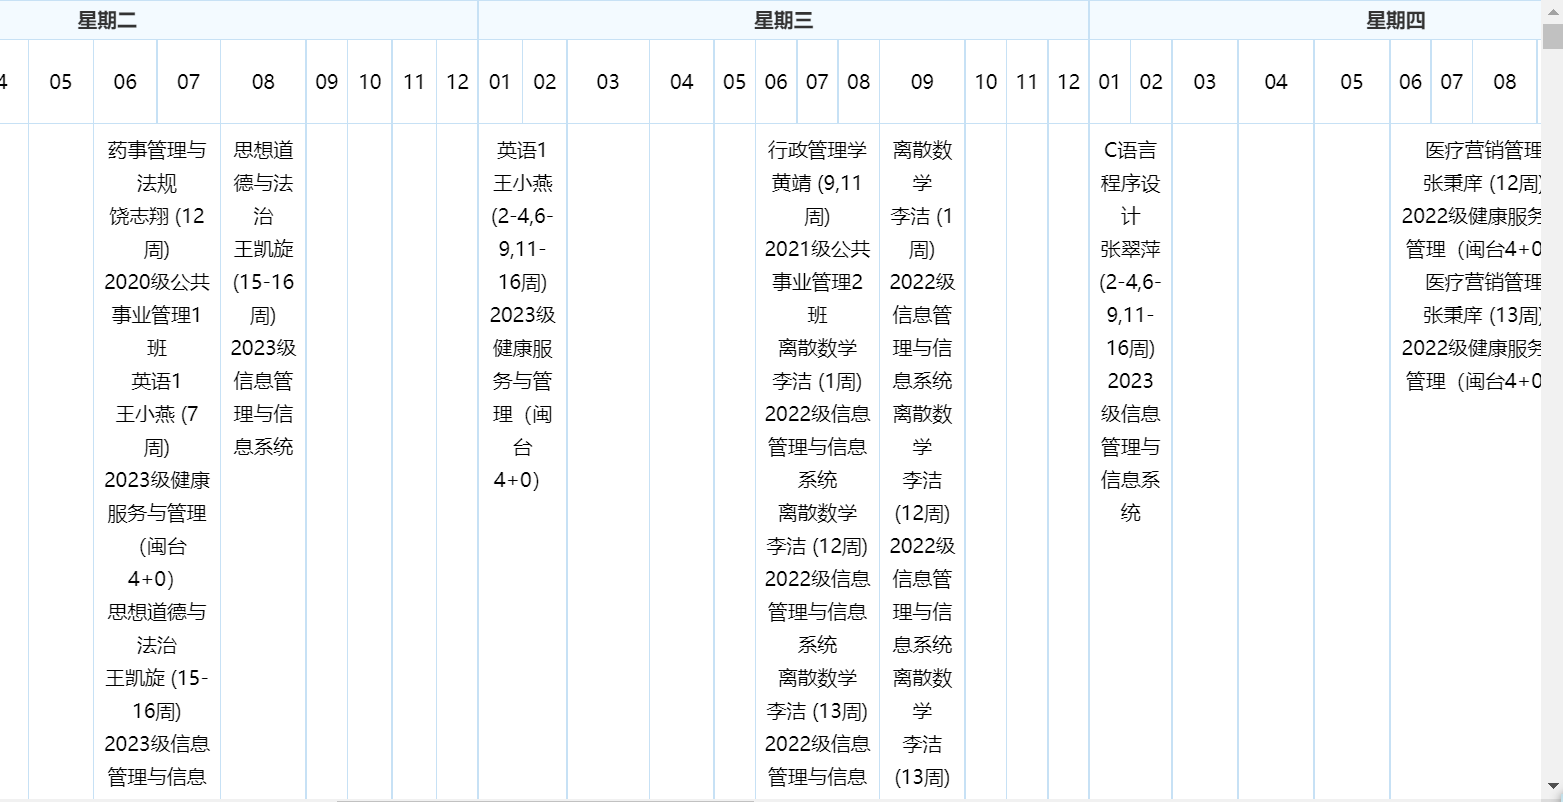 星期二
星期三
星期四
4 05 06 07 08 09 10 11 12 01 02 03 04 05 06 07 08 09 10 11 12 01 02 03 04 05 06 07 08
药事管理与
法规
饶志翔 (12
周)
2020级公共
事业管理1
班
英语1
王小燕 (7
周)
2023级健康
服务与管理
（闽台
4+0）
思想道德与
法治
王凯旋 (15-
16周)
2023级信息
管理与信息
思想道
德与法
治
王凯旋
(15-16
周)
2023级
信息管
理与信
息系统
英语1
王小燕
(2-4,6-
9,11-
16周)
2023级
健康服
务与管
理（闽
台
4+0）
行政管理学
黄靖 (9,11
周)
2021级公共
事业管理2
班
离散数学
李洁 (1周)
2022级信息
管理与信息
系统
离散数学
李洁 (12周)
2022级信息
管理与信息
系统
离散数学
李洁 (13周)
2022级信息
管理与信息
离散数
学
李洁 (1
周)
2022级
信息管
理与信
息系统
离散数
学
李洁
(12周)
2022级
信息管
理与信
息系统
离散数
学
李洁
(13周)
C语言
程序设
计
张翠萍
(2-4,6-
9,11-
16周)
2023
级信息
管理与
信息系
统
医疗营销管理
张秉庠 (12周)
2022级健康服务
管理（闽台4+0
医疗营销管理
张秉庠 (13周)
2022级健康服务
管理（闽台4+0